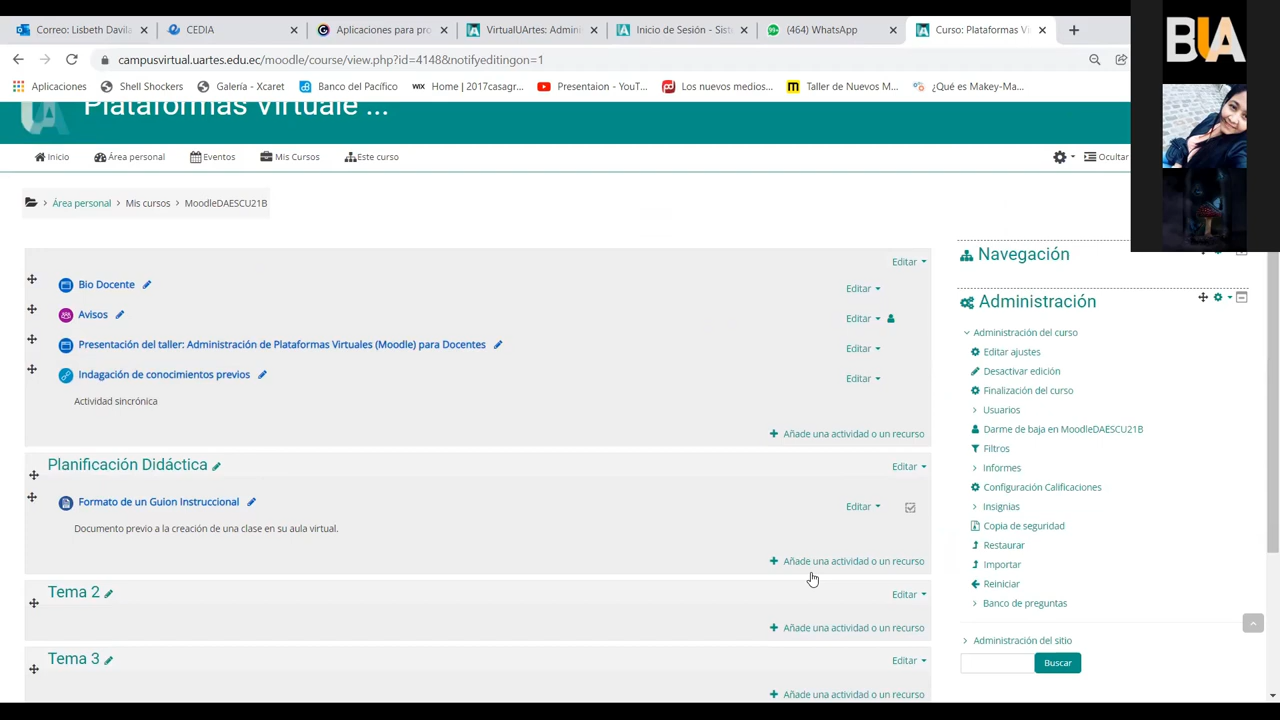 Correo: Lisbeth Davila
CEDIA
Aplicaciones para pro
VirtualUArtes: Admini
Inicio de Sesión - Sist
(464) WhatsApp
Curso: Plataformas Vi
campusvirtual.uartes.edu.ec/moodle/course/view.php?id=4648&notifyeditingon=1
Aplicaciones
Shell Shockers
Galería - Xcaret
Banco del Pacífico
WIX Home | 2017casagr...
Presentaion - YouT...
Los nuevos medios...
Taller de Nuevos M...
¿Qué es Makey-Ma...
BUA
Plataformas Virtuale ...
Inicio
Área personal
Eventos
Mis Cursos
Este curso
Ocultar
Área personal > Mis cursos > MoodleDAESCU21B
Editar
Bio Docente
Editar
Avisos
Editar
Presentación del taller: Administración de Plataformas Virtuales (Moodle) para Docentes
Editar
Indagación de conocimientos previos
Editar
Actividad sincrónica
+ Añade una actividad o un recurso
Planificación Didáctica
Editar
Formato de un Guion Instruccional
Editar
Documento previo a la creación de una clase en su aula virtual.
+ Añade una actividad o un recurso
Tema 2
Editar
+ Añade una actividad o un recurso
Tema 3
Editar
+ Añade una actividad o un recurso
Navegación
Administración
Administración del curso
Editar ajustes
Desactivar edición
Finalización del curso
Usuarios
Darme de baja en MoodleDAESCU21B
Filtros
Informes
Configuración Calificaciones
Insignias
Copia de seguridad
Restaurar
Importar
Reiniciar
Banco de preguntas
Administración del sitio
Buscar